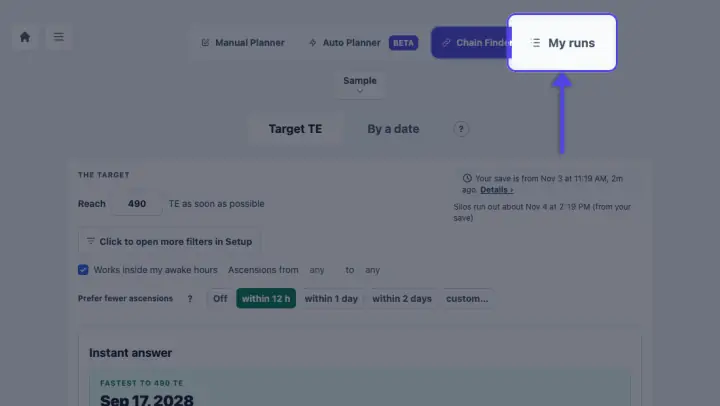 Manual Planner
Auto Planner BETA
Chain Finde
My runs
Sample
Target TE
By a date
?
THE TARGET
Your save is from Nov 3 at 11:19 AM, 2m
ago. Details ›
Silos run out about Nov 4 at 2:19 PM (from your
save)
Reach 490 TE as soon as possible
Click to open more filters in Setup
Works inside my awake hours Ascensions from any to any
Prefer fewer ascensions ? Off within 12 h within 1 day within 2 days custom...
Instant answer
FASTEST TO 490 TE
Sep 17, 2028